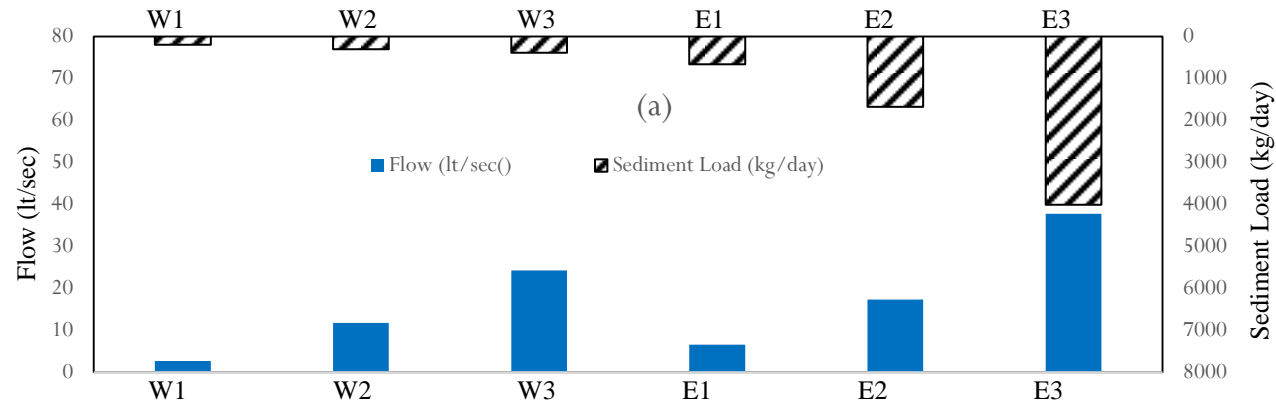 W1 W2 W3 E1 E2 E3
80 0
70 1000
(a)
60 2000
50 3000
Flow (lt/sec() Sediment Load (kg/day)
40 4000
30 5000
20 6000
10 7000
0 8000
W1 W2 W3 E1 E2 E3
Flow (lt/sec)
Sediment Load (kg/day)